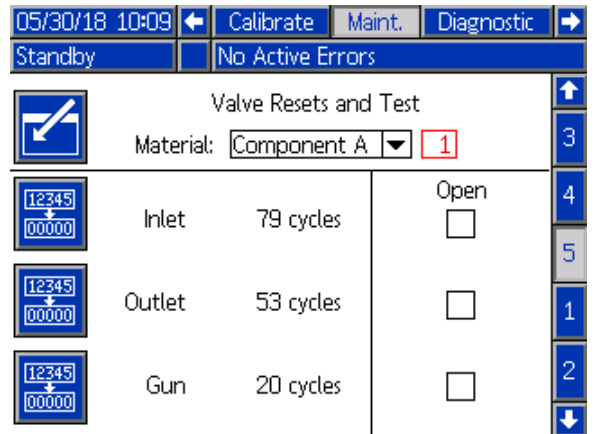 05/30/18 10:09 Calibrate Maint. Diagnostic
Standby No Active Errors
Valve Resets and Test
Material: Component A 1
3
12345
00000
Inlet 79 cycles Open
4
5
12345
00000
Outlet 53 cycles
1
12345
00000
Gun 20 cycles
2